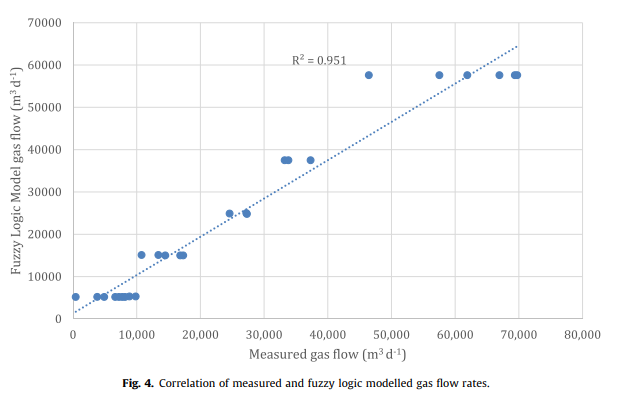 70000
60000
50000
40000
30000
20000
10000
0
Fuzzy Logic Model gas flow (m³ d⁻¹)
R² = 0.951
0 10,000 20,000 30,000 40,000 50,000 60,000 70,000 80,000
Measured gas flow (m³ d⁻¹)
Fig. 4. Correlation of measured and fuzzy logic modelled gas flow rates.